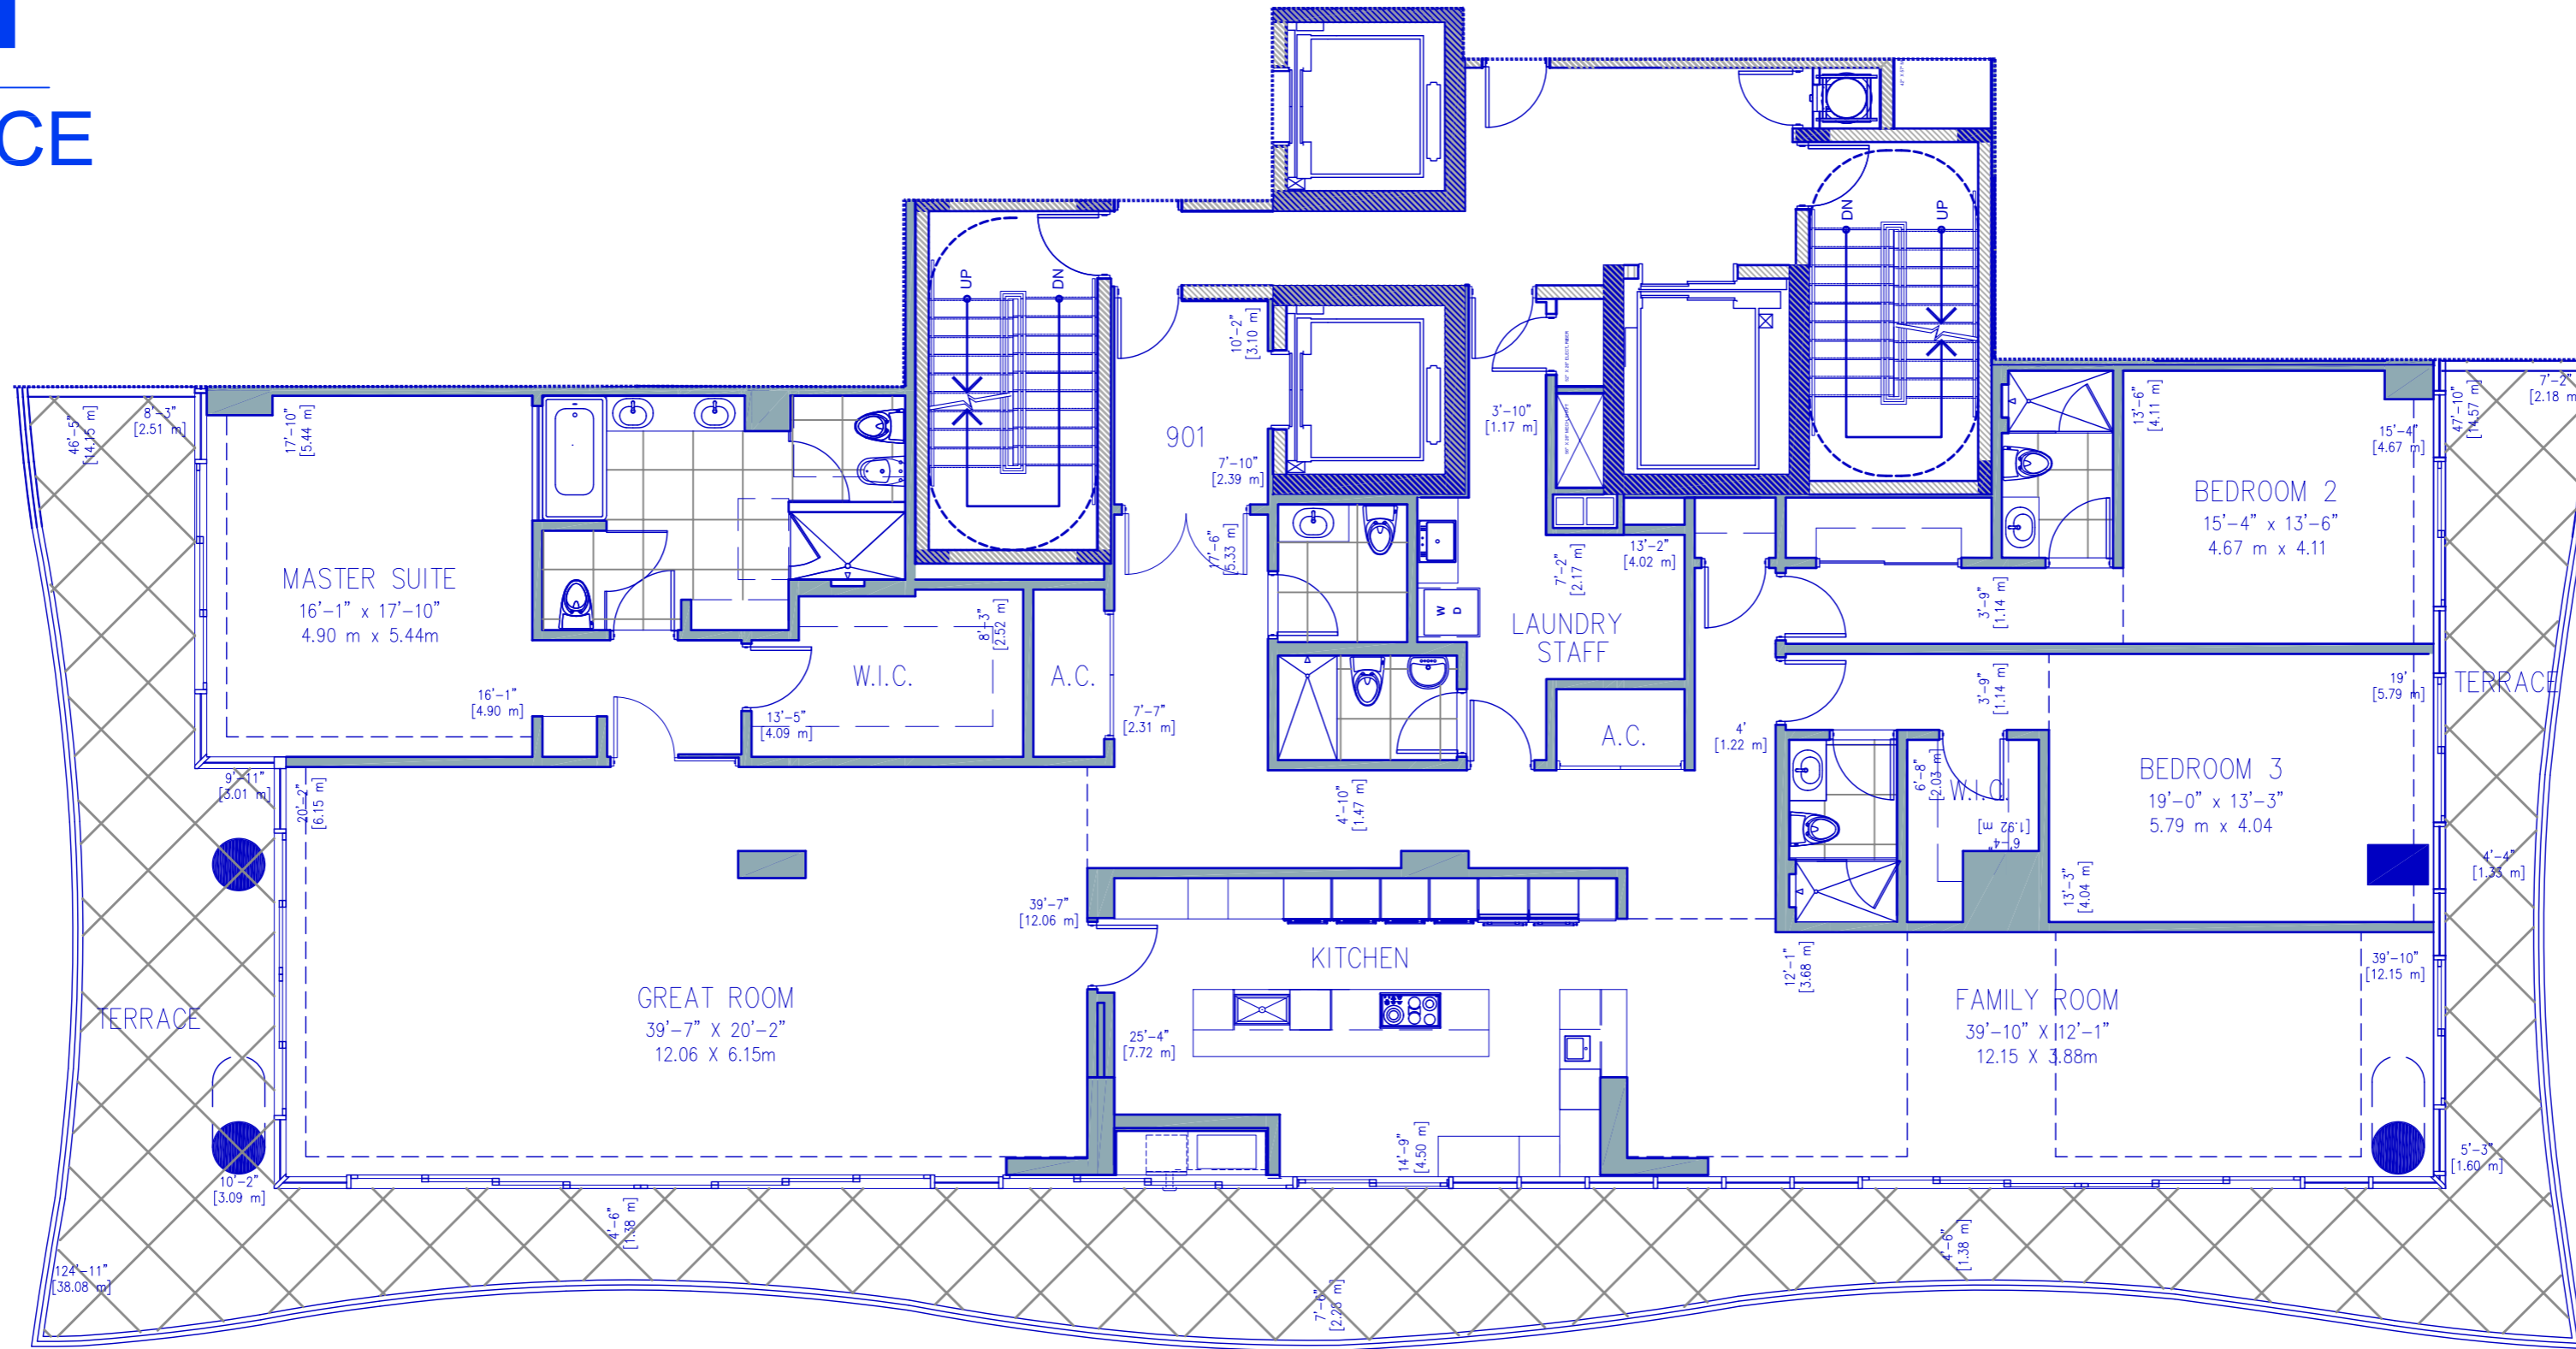 CE
DN
UP
UP
DN
10'-2"
[3.10 m]
901
7'-10"
[2.39 m]
3'-10"
[1.17 m]
46'-5"
[14.15 m]
8'-3"
[2.51 m]
17'-10"
[5.44 m]
13'-6"
[4.11 m]
15'-4"
[4.67 m]
47'-10"
[14.57 m]
7'-2"
[2.18 m
MASTER SUITE
16'-1" x 17'-10"
4.90 m x 5.44m
BEDROOM 2
15'-4" x 13'-6"
4.67 m x 4.11
17'-6"
[5.33 m]
7'-2"
[2.17 m]
13'-2"
[4.02 m]
W
D
LAUNDRY
STAFF
8'-3"
[2.52 m]
W.I.C.
A.C.
16'-1"
[4.90 m]
13'-5"
[4.09 m]
7'-7"
[2.31 m]
A.C.
4'
[1.22 m]
3'-9"
[1.14 m]
3'-9"
[1.14 m]
19'
[5.79 m]
TERRACE
9'-11"
[3.01 m]
20'-2"
[6.15 m]
4'-10"
[1.47 m]
6'-8"
[2.03 m]
W.I.C.
6'-4"
[1.92 m]
BEDROOM 3
19'-0" x 13'-3"
5.79 m x 4.04
13'-3"
[4.04 m]
4'-4"
[1.33 m]
39'-7"
[12.06 m]
KITCHEN
12'-1"
[3.68 m]
39'-10"
[12.15 m]
TERRACE
GREAT ROOM
39'-7" X 20'-2"
12.06 X 6.15m
25'-4"
[7.72 m]
FAMILY ROOM
39'-10" X 12'-1"
12.15 X 3.88m
14'-9"
[4.50 m]
5'-3"
[1.60 m]
10'-2"
[3.09 m]
4'-6"
[1.38 m]
4'-6"
[1.38 m]
124'-11"
[38.08 m]
7'-6"
[2.28 m]